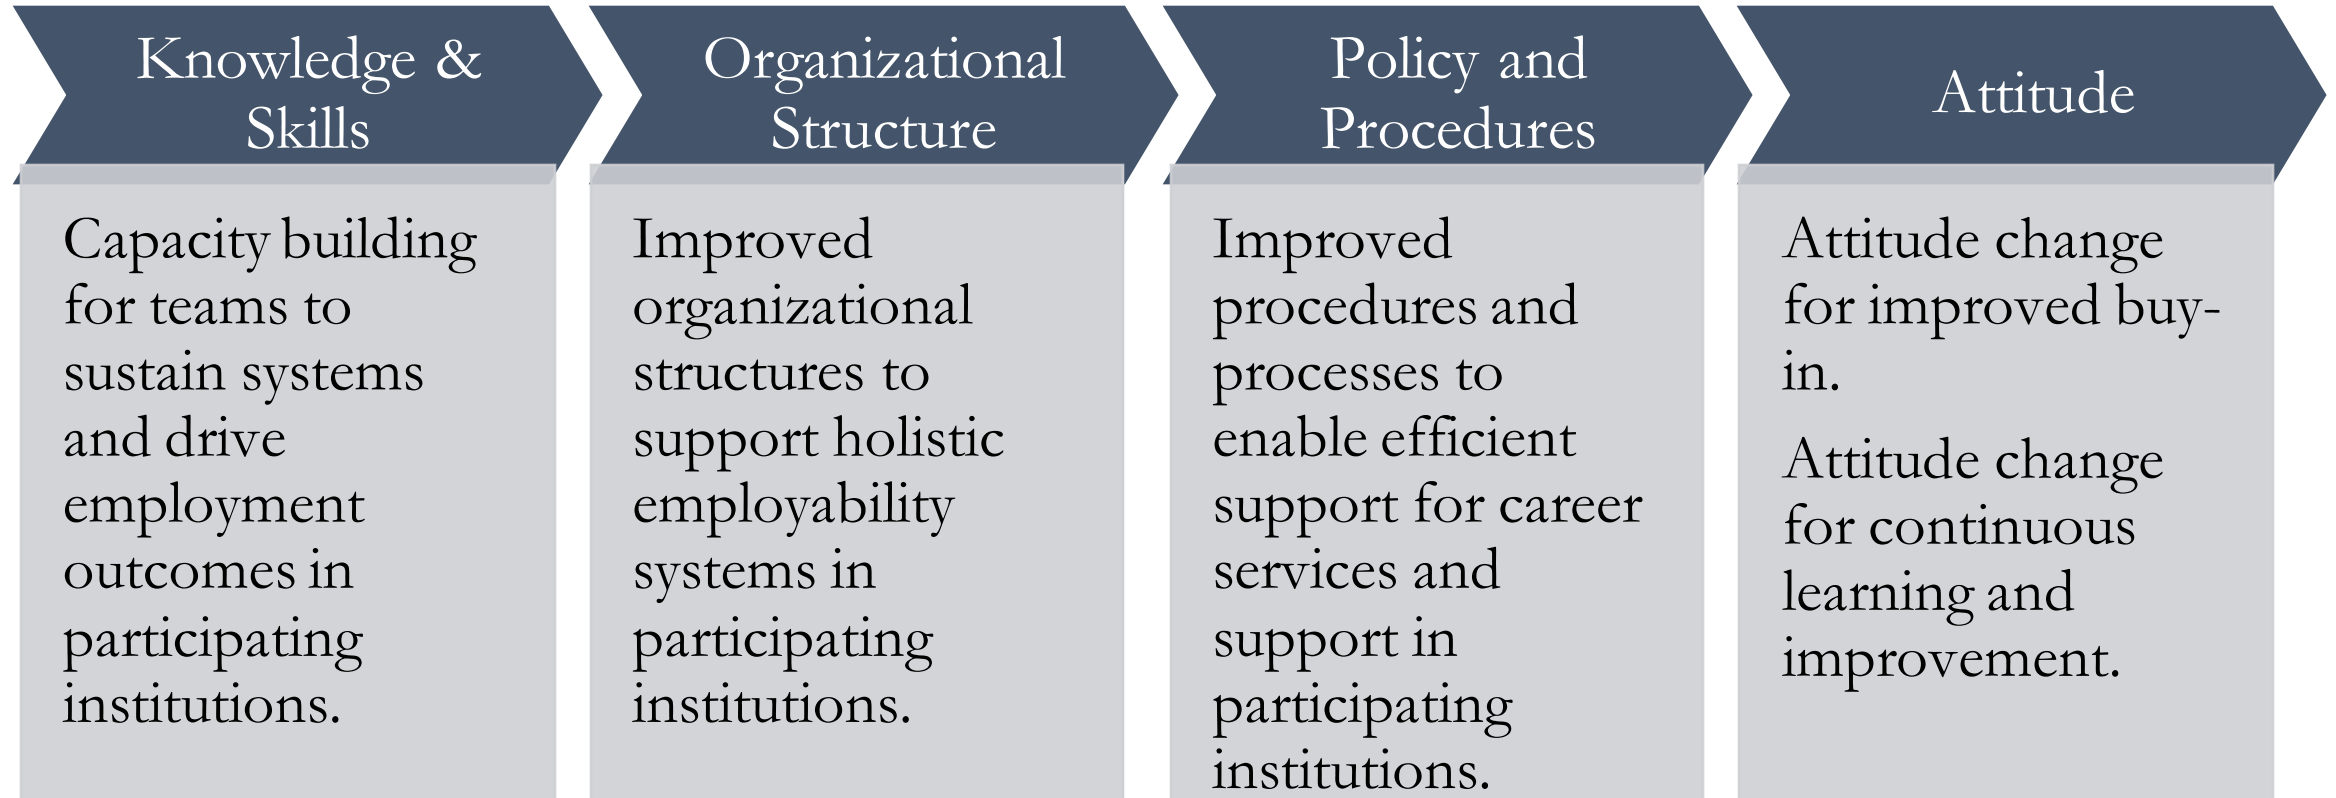 Knowledge &
Skills
Capacity building
for teams to
sustain systems
and drive
employment
outcomes in
participating
institutions.
Organizational
Structure
Improved
organizational
structures to
support holistic
employability
systems in
participating
institutions.
Policy and
Procedures
Improved
procedures and
processes to
enable efficient
support for career
services and
support in
participating
institutions.
Attitude
Attitude change
for improved buy-
in.
Attitude change
for continuous
learning and
improvement.